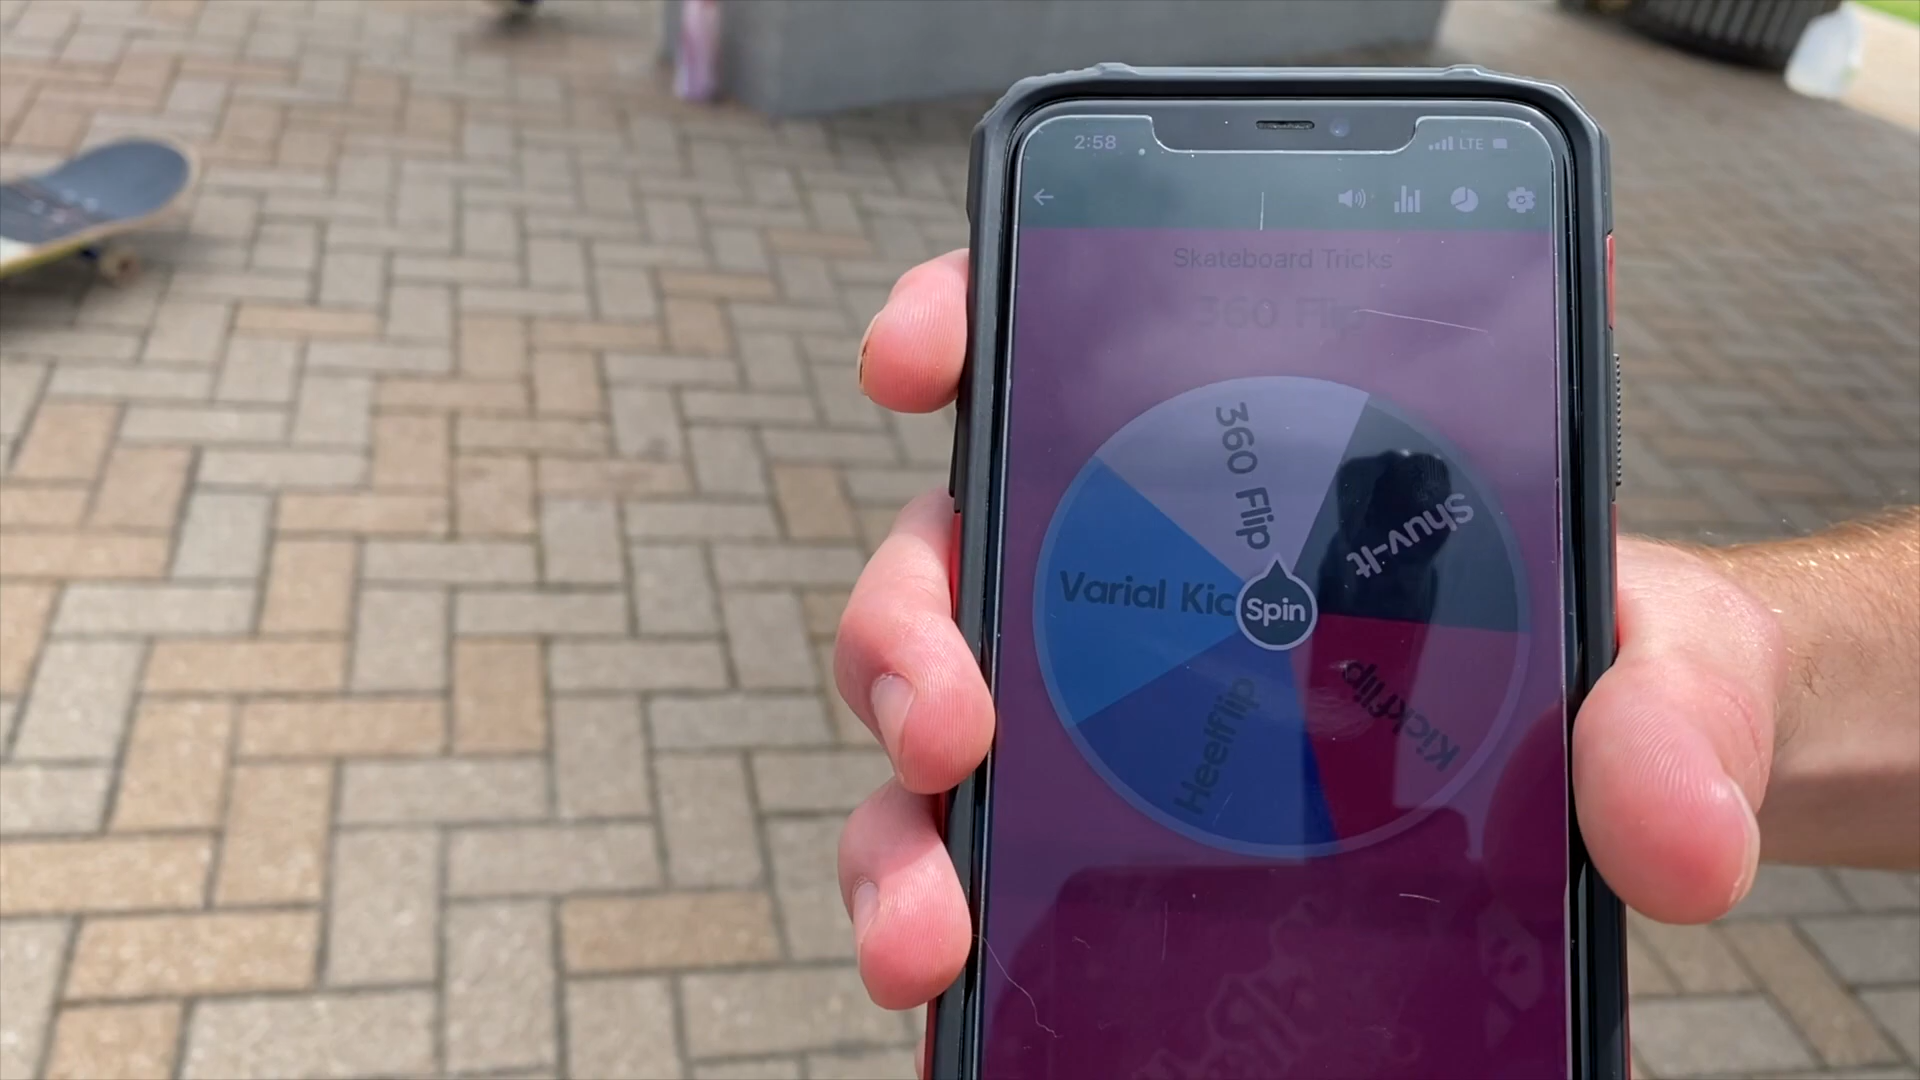 2:58
LTE
Skateboard Tricks
360 Flip
360 Flip
Shuv-It
Varial Kic
Spin
Kickflip
Heelflip